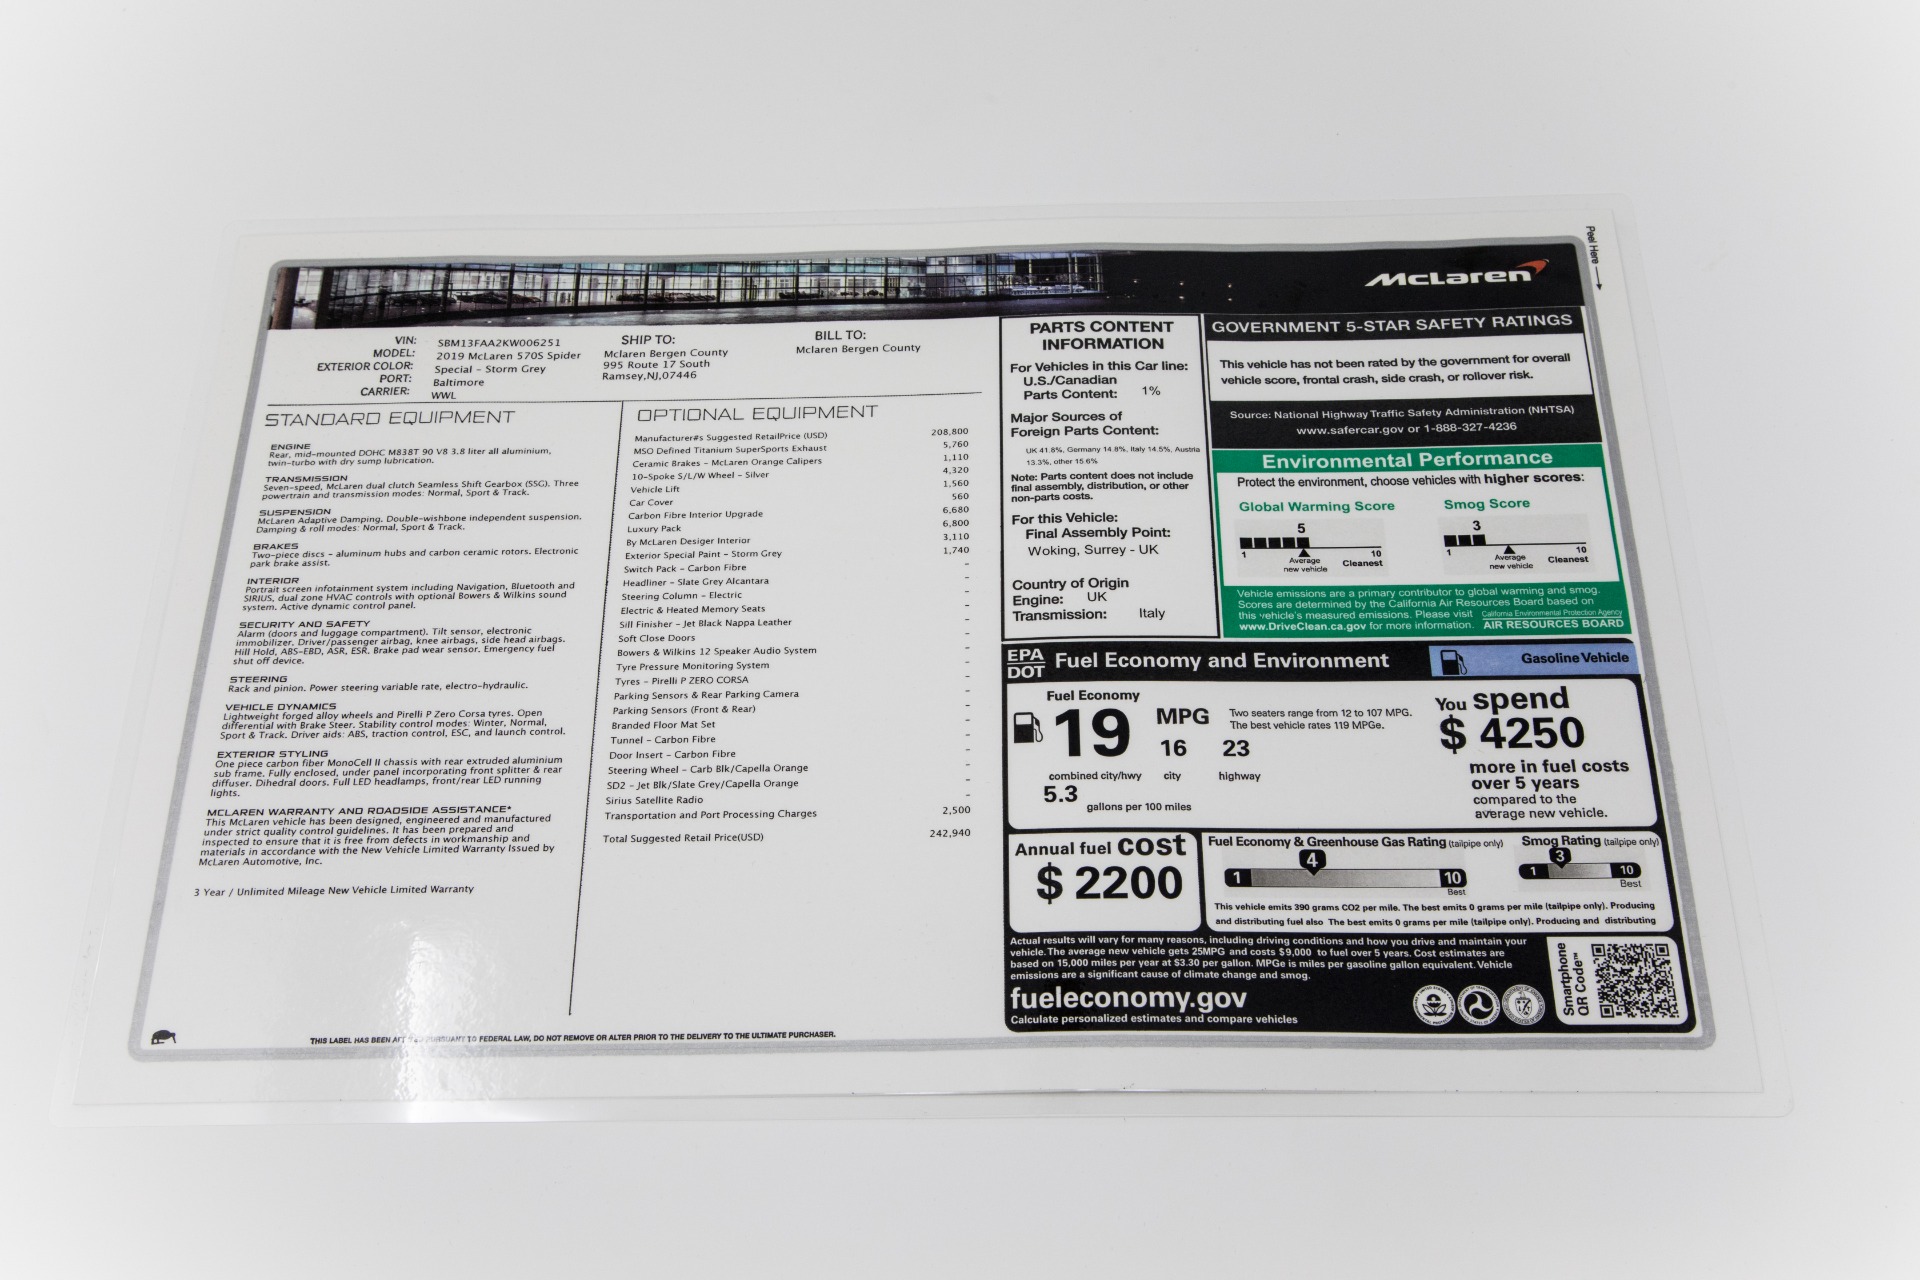 Peel Here
McLaren
VIN: SBM13FAA2KW006251
MODEL: 2019 McLaren 570S Spider
EXTERIOR COLOR: Special - Storm Grey
PORT: Baltimore
CARRIER: WWL
SHIP TO:
Mclaren Bergen County
995 Route 17 South
Ramsey,NJ,07446
BILL TO:
Mclaren Bergen County
STANDARD EQUIPMENT
ENGINE
Rear, mid-mounted DOHC M838T 90 V8 3.8 liter all aluminium,
twin-turbo with dry sump lubrication.
TRANSMISSION
Seven-speed, McLaren dual clutch Seamless Shift Gearbox (SSG). Three
powertrain and transmission modes: Normal, Sport & Track.
SUSPENSION
McLaren Adaptive Damping. Double-wishbone independent suspension.
Damping & roll modes: Normal, Sport & Track.
BRAKES
Two-piece discs - aluminum hubs and carbon ceramic rotors. Electronic
park brake assist.
INTERIOR
Portrait screen infotainment system including Navigation, Bluetooth and
SIRIUS, dual zone HVAC controls with optional Bowers & Wilkins sound
system. Active dynamic control panel.
SECURITY AND SAFETY
Alarm (doors and luggage compartment). Tilt sensor, electronic
immobilizer. Driver/passenger airbag, knee airbags, side head airbags.
Hill Hold, ABS-EBD, ASR, ESR. Brake pad wear sensor. Emergency fuel
shut off device.
STEERING
Rack and pinion. Power steering variable rate, electro-hydraulic.
VEHICLE DYNAMICS
Lightweight forged alloy wheels and Pirelli P Zero Corsa tyres. Open
differential with Brake Steer. Stability control modes: Winter, Normal,
Sport & Track. Driver aids: ABS, traction control, ESC, and launch control.
EXTERIOR STYLING
One piece carbon fiber MonoCell II chassis with rear extruded aluminium
sub frame. Fully enclosed, under panel incorporating front splitter & rear
diffuser. Dihedral doors. Full LED headlamps, front/rear LED running
lights.
MCLAREN WARRANTY AND ROADSIDE ASSISTANCE*
This McLaren vehicle has been designed, engineered and manufactured
under strict quality control guidelines. It has been prepared and
inspected to ensure that it is free from defects in workmanship and
materials in accordance with the New Vehicle Limited Warranty Issued by
McLaren Automotive, Inc.
3 Year / Unlimited Mileage New Vehicle Limited Warranty
OPTIONAL EQUIPMENT
Manufacturer#s Suggested RetailPrice (USD) 208,800
MSO Defined Titanium SuperSports Exhaust 5,760
Ceramic Brakes - McLaren Orange Calipers 1,110
10-Spoke S/L/W Wheel - Silver 4,320
Vehicle Lift 1,560
Car Cover 560
Carbon Fibre Interior Upgrade 6,680
Luxury Pack 6,800
By McLaren Desiger Interior 3,110
Exterior Special Paint - Storm Grey 1,740
Switch Pack - Carbon Fibre -
Headliner - Slate Grey Alcantara -
Steering Column - Electric -
Electric & Heated Memory Seats -
Sill Finisher - Jet Black Nappa Leather -
Soft Close Doors -
Bowers & Wilkins 12 Speaker Audio System -
Tyre Pressure Monitoring System -
Tyres - Pirelli P ZERO CORSA -
Parking Sensors & Rear Parking Camera -
Parking Sensors (Front & Rear) -
Branded Floor Mat Set -
Tunnel - Carbon Fibre -
Door Insert - Carbon Fibre -
Steering Wheel - Carb Blk/Capella Orange -
SD2 - Jet Blk/Slate Grey/Capella Orange -
Sirius Satellite Radio -
Transportation and Port Processing Charges 2,500
Total Suggested Retail Price(USD) 242,940
THIS LABEL HAS BEEN PURSUANT TO FEDERAL LAW, DO NOT REMOVE OR ALTER PRIOR TO THE DELIVERY TO THE ULTIMATE PURCHASER.
PARTS CONTENT
INFORMATION
For Vehicles in this Car line:
U.S./Canadian
Parts Content: 1%
Major Sources of
Foreign Parts Content:
UK 41.8%, Germany 14.8%, Italy 14.5%, Austria
13.3%, other 15.6%
Note: Parts content does not include
final assembly, distribution, or other
non-parts costs.
For this Vehicle:
Final Assembly Point:
Woking, Surrey - UK
Country of Origin
Engine: UK
Transmission: Italy
GOVERNMENT 5-STAR SAFETY RATINGS
This vehicle has not been rated by the government for overall
vehicle score, frontal crash, side crash, or rollover risk.
Source: National Highway Traffic Safety Administration (NHTSA)
www.safercar.gov or 1-888-327-4236
Environmental Performance
Protect the environment, choose vehicles with higher scores:
Global Warming Score
5
1 10
Average
new vehicle
Cleanest
Smog Score
3
1 10
Average
new vehicle
Cleanest
Vehicle emissions are a primary contributor to global warming and smog.
Scores are determined by the California Air Resources Board based on
this vehicle's measured emissions. Please visit
www.DriveClean.ca.gov for more information.
California Environmental Protection Agency
AIR RESOURCES BOARD
EPA
DOT
Fuel Economy and Environment
Gasoline Vehicle
Fuel Economy
19 MPG
16 23
combined city/hwy city highway
5.3 gallons per 100 miles
Two seaters range from 12 to 107 MPG.
The best vehicle rates 119 MPGe.
You spend
$ 4250
more in fuel costs
over 5 years
compared to the
average new vehicle.
Annual fuel cost
$ 2200
Fuel Economy & Greenhouse Gas Rating (tailpipe only)
4
1 10
Best
Smog Rating (tailpipe only)
3
1 10
Best
This vehicle emits 390 grams CO2 per mile. The best emits 0 grams per mile (tailpipe only). Producing
and distributing fuel also The best emits 0 grams per mile (tailpipe only). Producing and distributing
Actual results will vary for many reasons, including driving conditions and how you drive and maintain your
vehicle. The average new vehicle gets 25MPG and costs $9,000 to fuel over 5 years. Cost estimates are
based on 15,000 miles per year at $3.30 per gallon. MPGe is miles per gasoline gallon equivalent. Vehicle
emissions are a significant cause of climate change and smog.
fueleconomy.gov
Calculate personalized estimates and compare vehicles
Smartphone
QR Code™